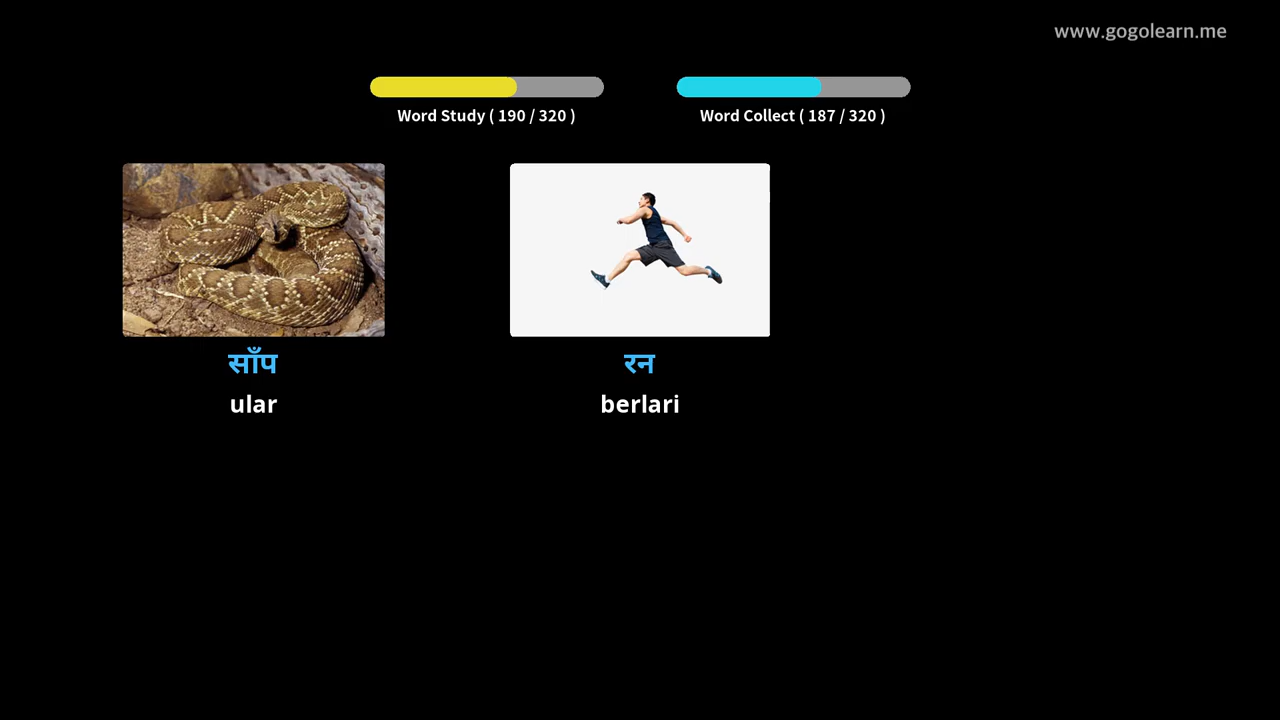 www.gogolearn.me
Word Study ( 190 / 320 )
Word Collect ( 187 / 320 )
साँप
ular
रन
berlari